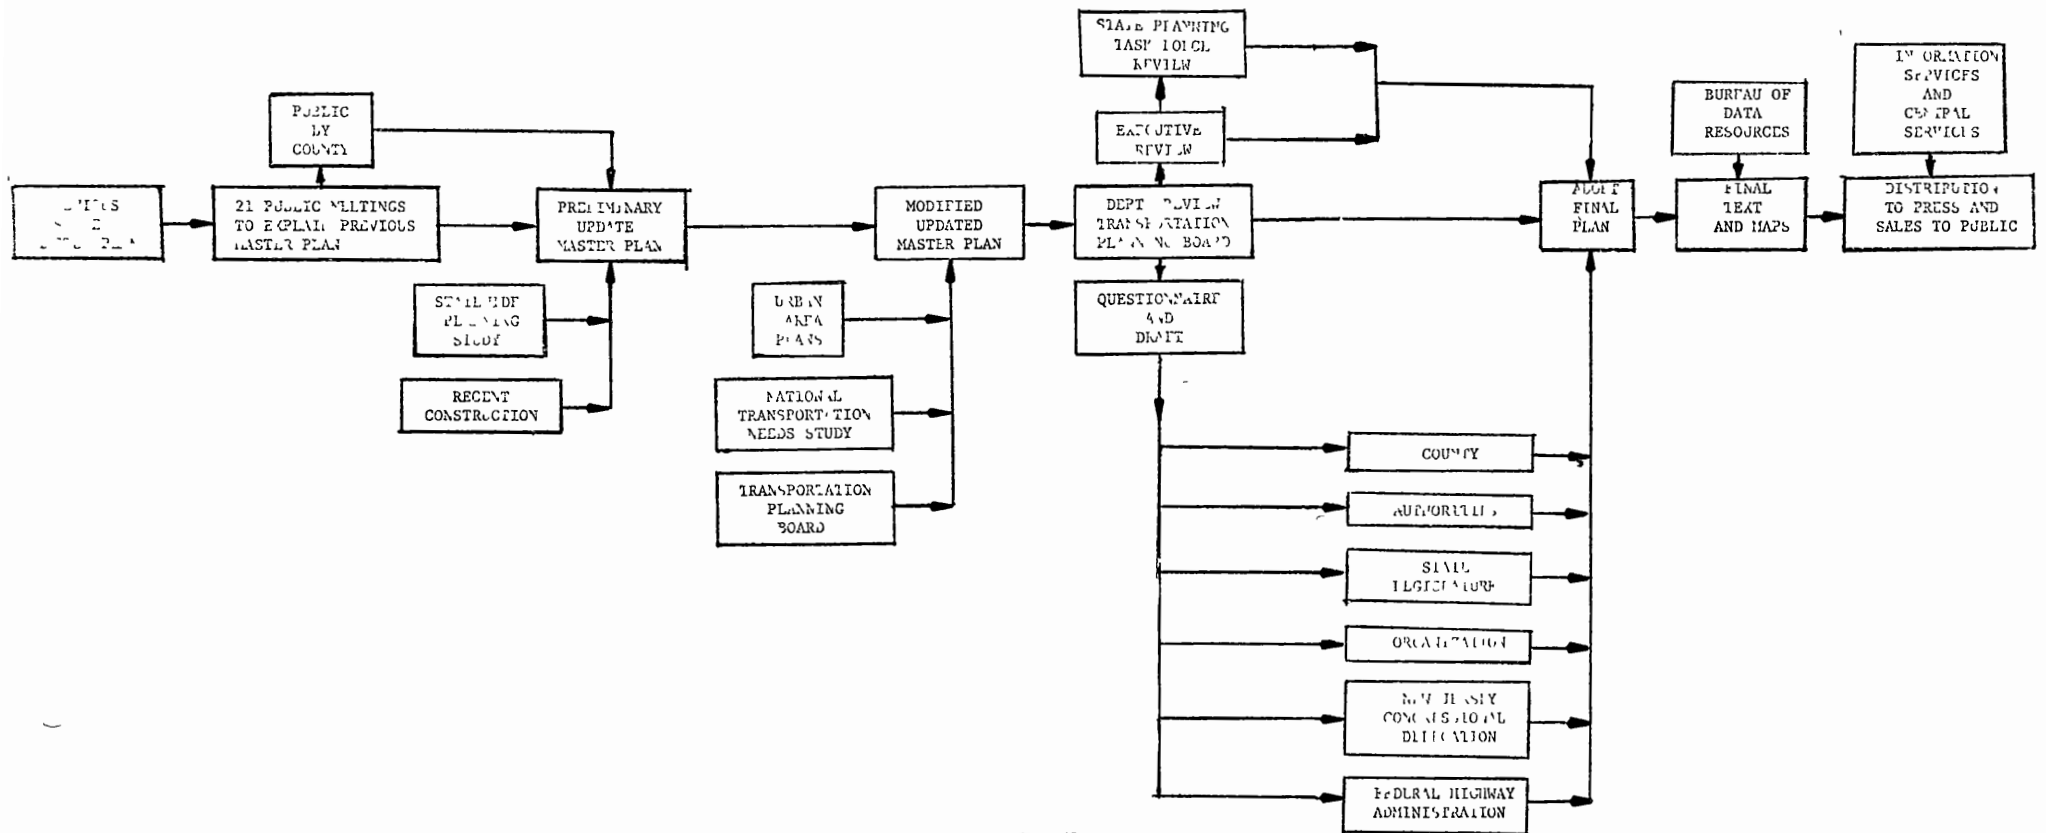 STATE PLANNING
TASK FORCE
REVIEW
EXECUTIVE
REVIEW
PUBLIC
BY
COUNTY
21 PUBLIC MEETINGS
TO EXPLAIN PREVIOUS
MASTER PLAN
PRELIMINARY
UPDATE
MASTER PLAN
STATEWIDE
PLANNING
STUDY
RECENT
CONSTRUCTION
MODIFIED
UPDATED
MASTER PLAN
URBAN
AREA
PLANS
NATIONAL
TRANSPORTATION
NEEDS STUDY
TRANSPORTATION
PLANNING
BOARD
DEPT REVIEW
TRANSPORTATION
PLANNING BOARD
QUESTIONNAIRE
AND
DRAFT
COUNTY
AUTHORITIES
STATE
LEGISLATURE
ORGANIZATION
NEW JERSEY
CONGRESSIONAL
DELEGATION
FEDERAL HIGHWAY
ADMINISTRATION
ADOPT
FINAL
PLAN
BUREAU OF
DATA
RESOURCES
FINAL
TEXT
AND MAPS
INFORMATION
SERVICES
AND
GENERAL
SERVICES
DISTRIBUTION
TO PRESS AND
SALES TO PUBLIC